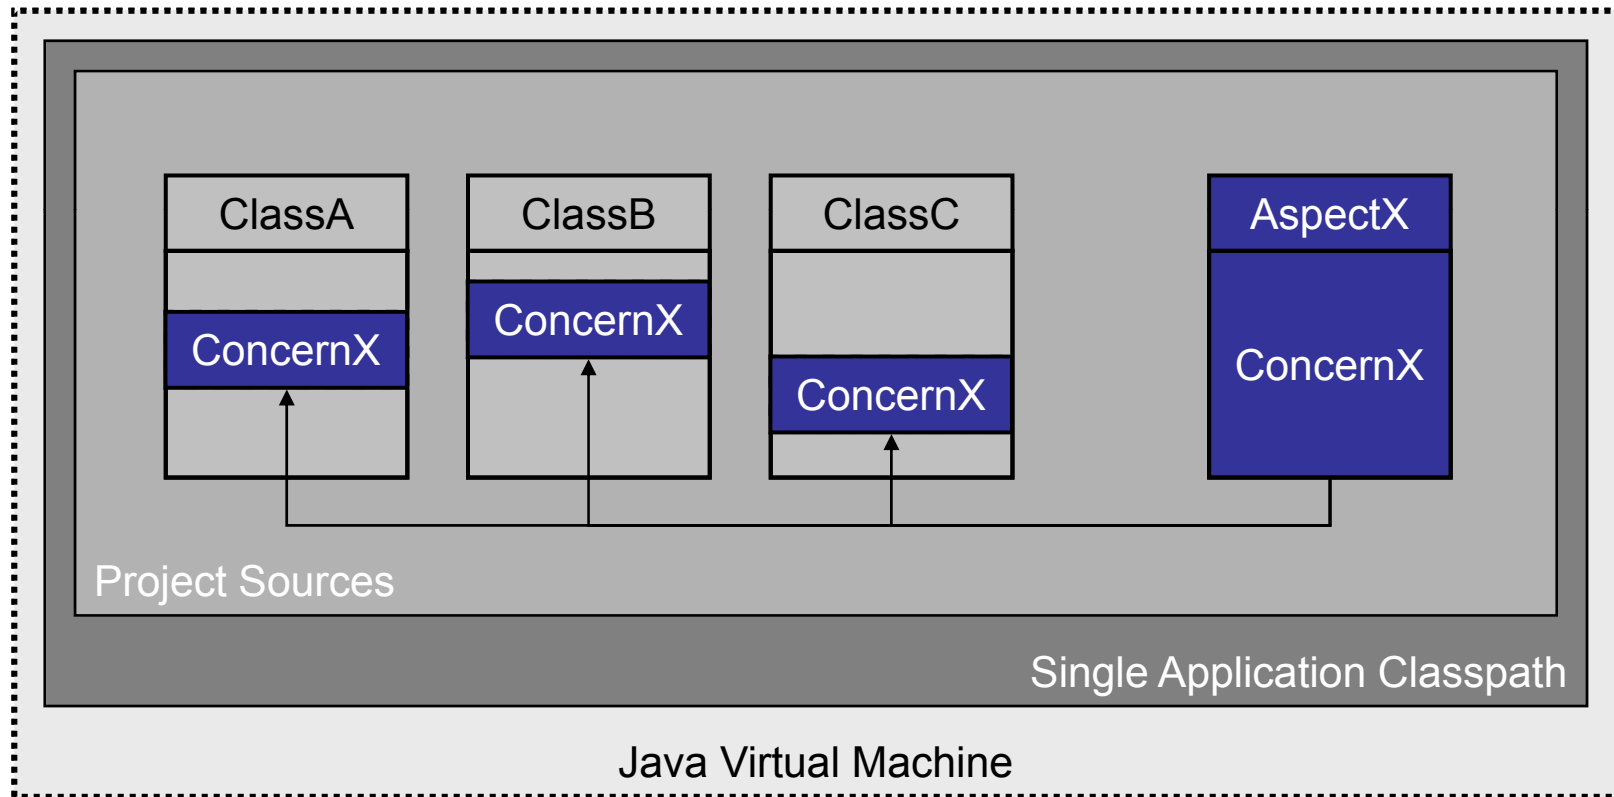 ClassA
ClassB
ClassC
AspectX
ConcernX
ConcernX
ConcernX
ConcernX
Project Sources
Single Application Classpath
Java Virtual Machine